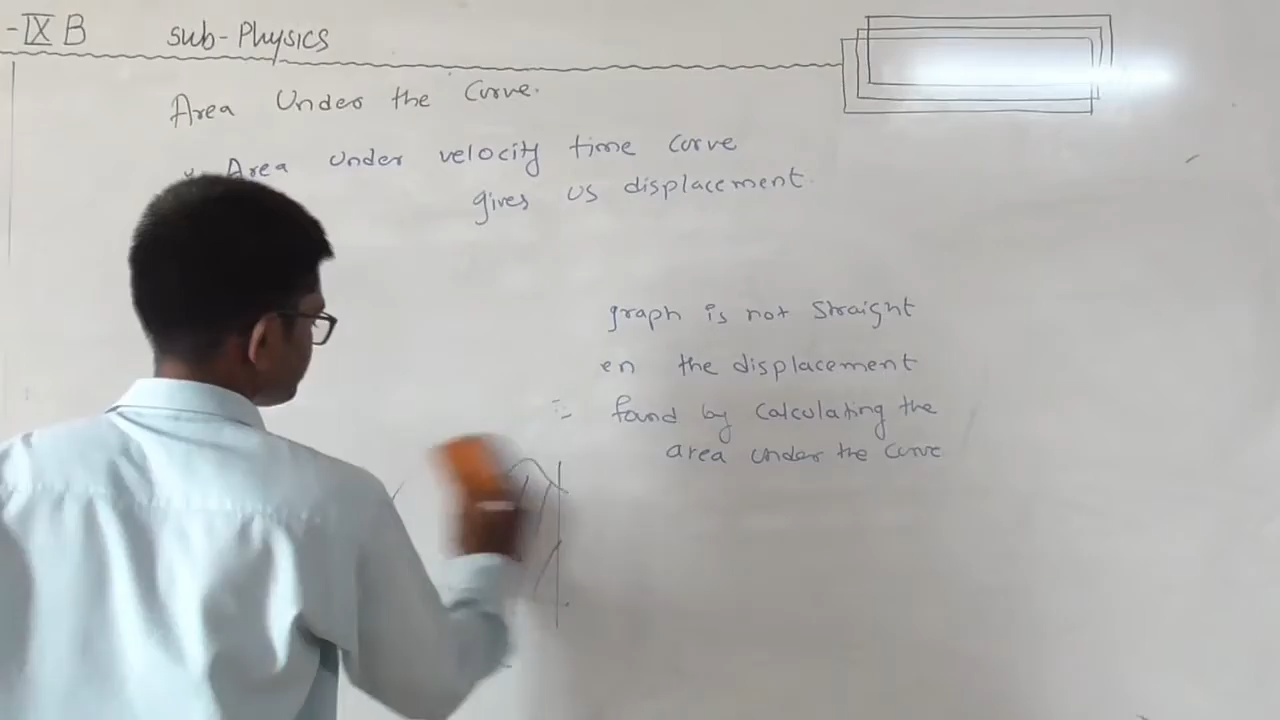 -IX B sub-Physics
Area Under the Curve.
Area under velocity time curve
gives us displacement.
graph is not straight
en the displacement
found by calculating the
area under the curve